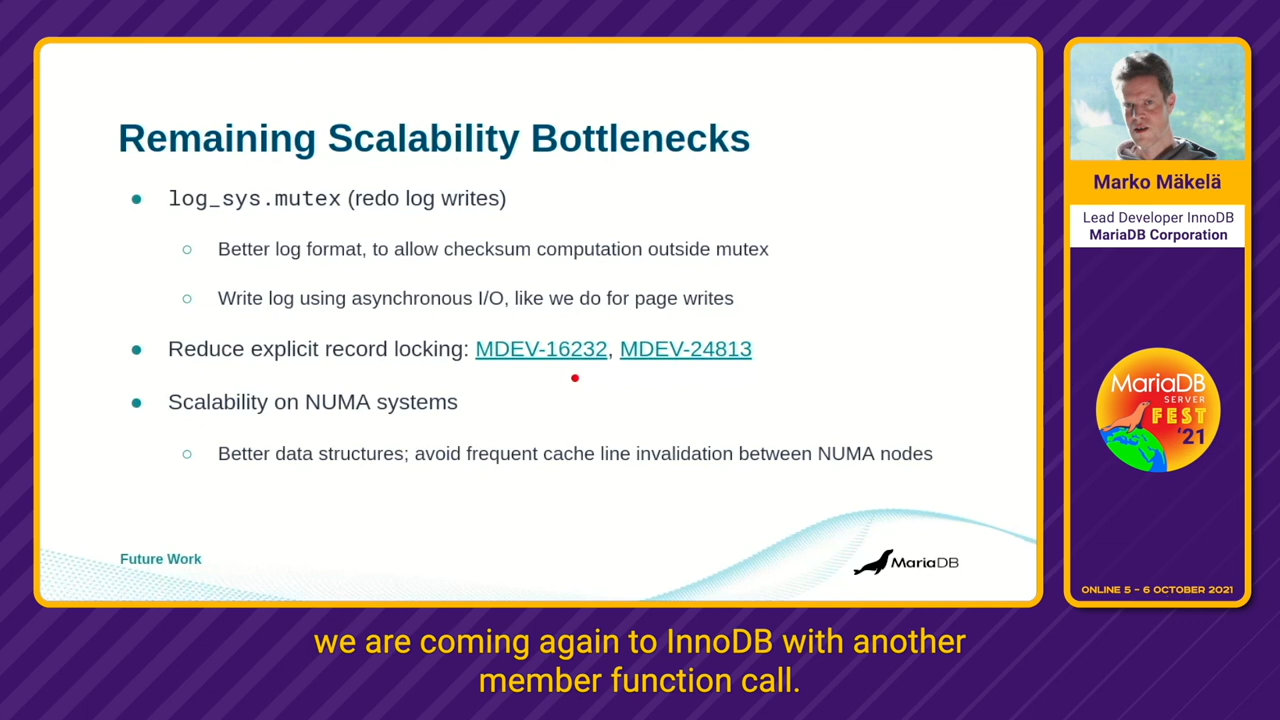 Remaining Scalability Bottlenecks
● log_sys.mutex (redo log writes)
○ Better log format, to allow checksum computation outside mutex
○ Write log using asynchronous I/O, like we do for page writes
● Reduce explicit record locking: MDEV-16232, MDEV-24813
● Scalability on NUMA systems
○ Better data structures; avoid frequent cache line invalidation between NUMA nodes
Future Work
MariaDB
Marko Mäkelä
Lead Developer InnoDB
MariaDB Corporation
MariaDB
SERVER
FEST
'21
ONLINE 5 – 6 OCTOBER 2021
we are coming again to InnoDB with another
member function call.